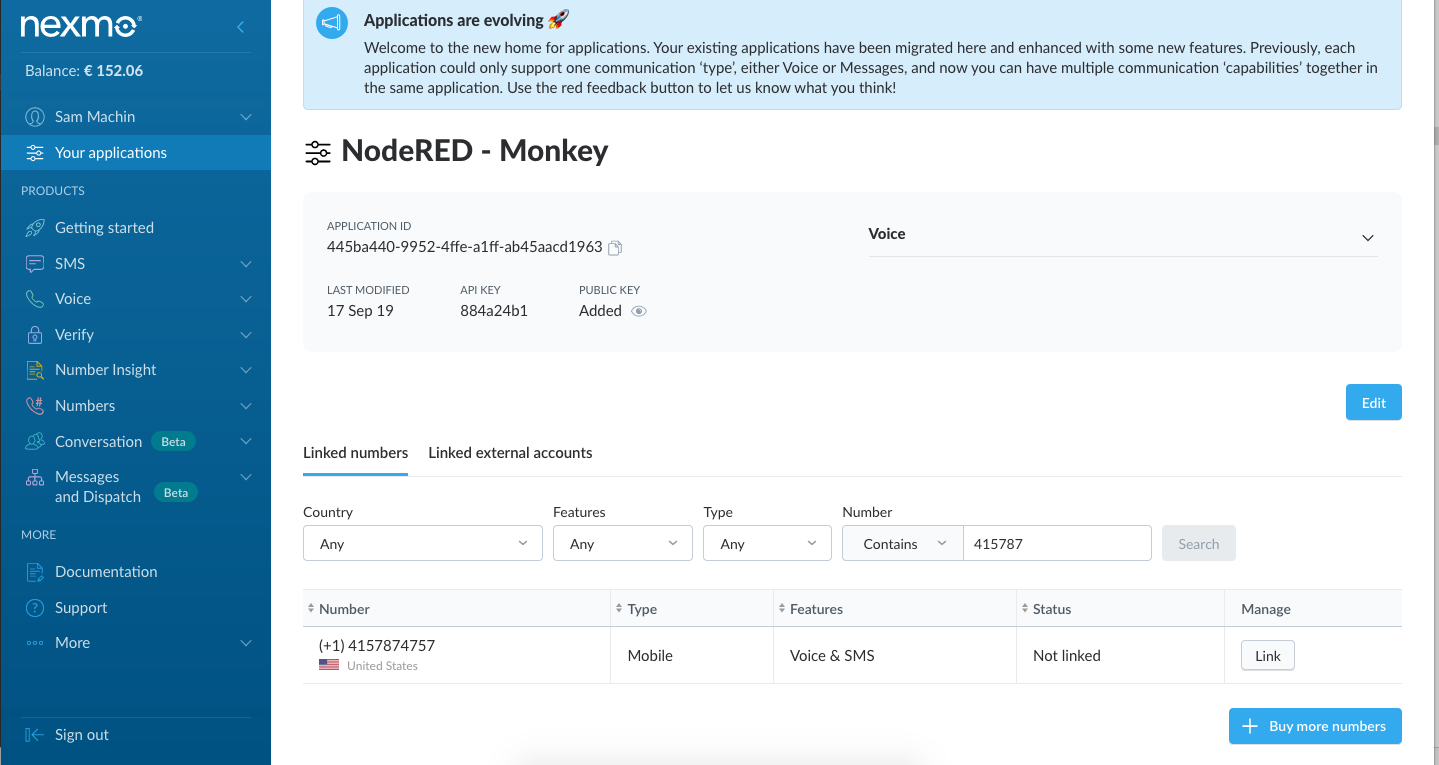 nexmo
Balance: € 152.06
Sam Machin
Your applications
PRODUCTS
Getting started
SMS
Voice
Verify
Number Insight
Numbers
Conversation Beta
Messages
and Dispatch Beta
MORE
Documentation
Support
More
Sign out
Applications are evolving 🚀
Welcome to the new home for applications. Your existing applications have been migrated here and enhanced with some new features. Previously, each
application could only support one communication ‘type’, either Voice or Messages, and now you can have multiple communication ‘capabilities’ together in
the same application. Use the red feedback button to let us know what you think!
NodeRED - Monkey
APPLICATION ID
445ba440-9952-4ffe-a1ff-ab45aacd1963
LAST MODIFIED API KEY PUBLIC KEY
17 Sep 19 884a24b1 Added
Voice
Edit
Linked numbers Linked external accounts
Country Features Type Number
Any Any Any Contains 415787 Search
Number Type Features Status Manage
(+1) 4157874757
United States
Mobile Voice & SMS Not linked Link
Buy more numbers